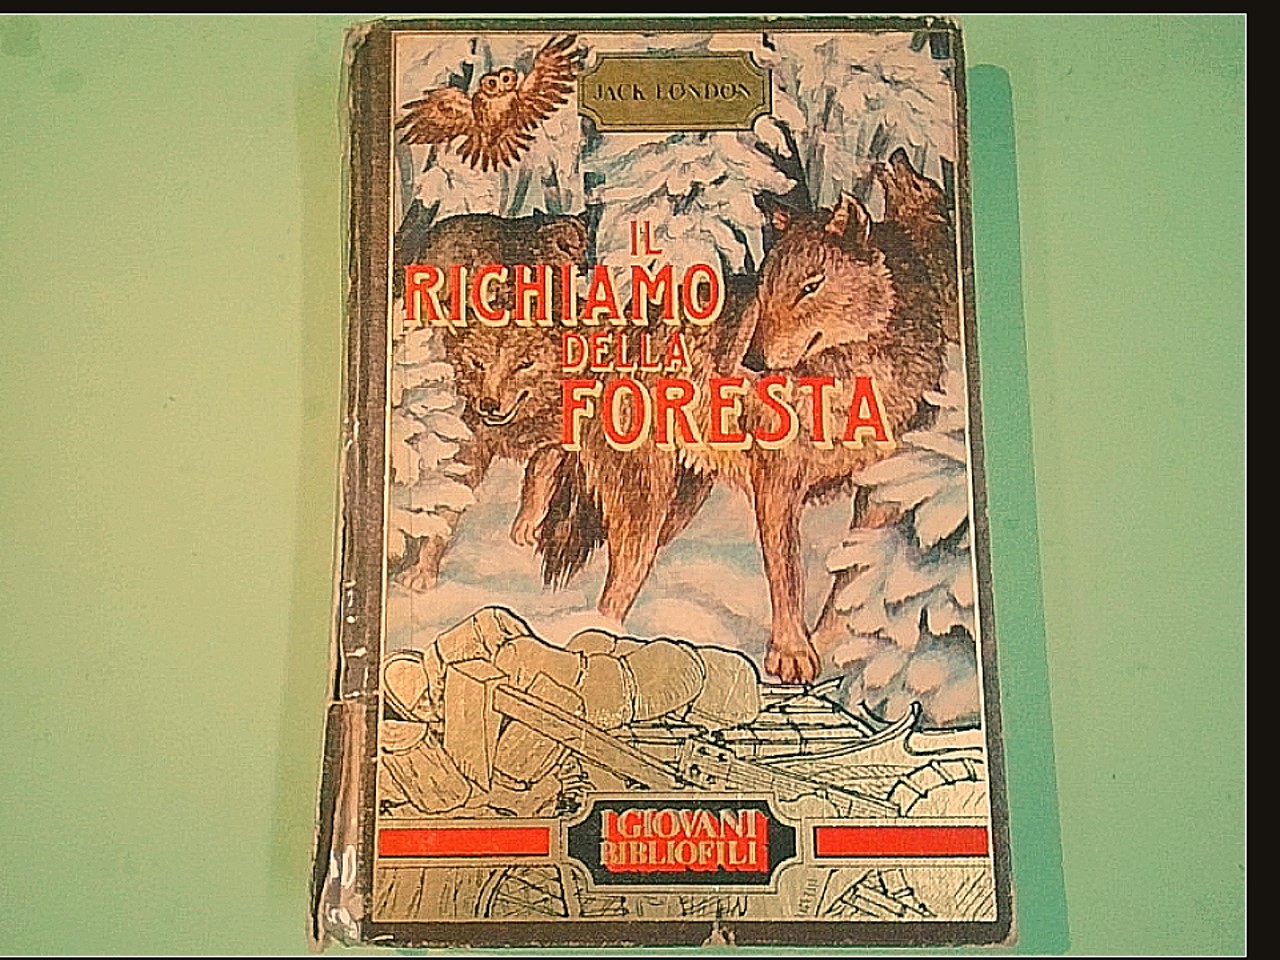 JACK LONDON
IL
RICHIAMO
DELLA
FORESTA
I GIOVANI
BIBLIOFILI